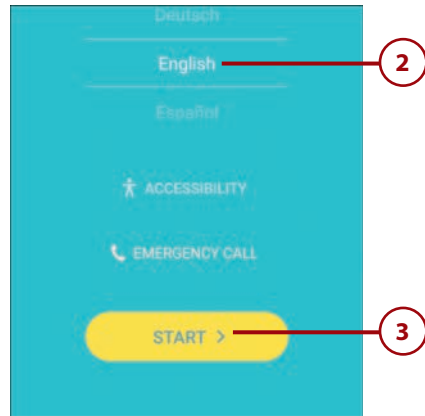 Deutsch
English
2
Español
ACCESSIBILITY
EMERGENCY CALL
START >
3